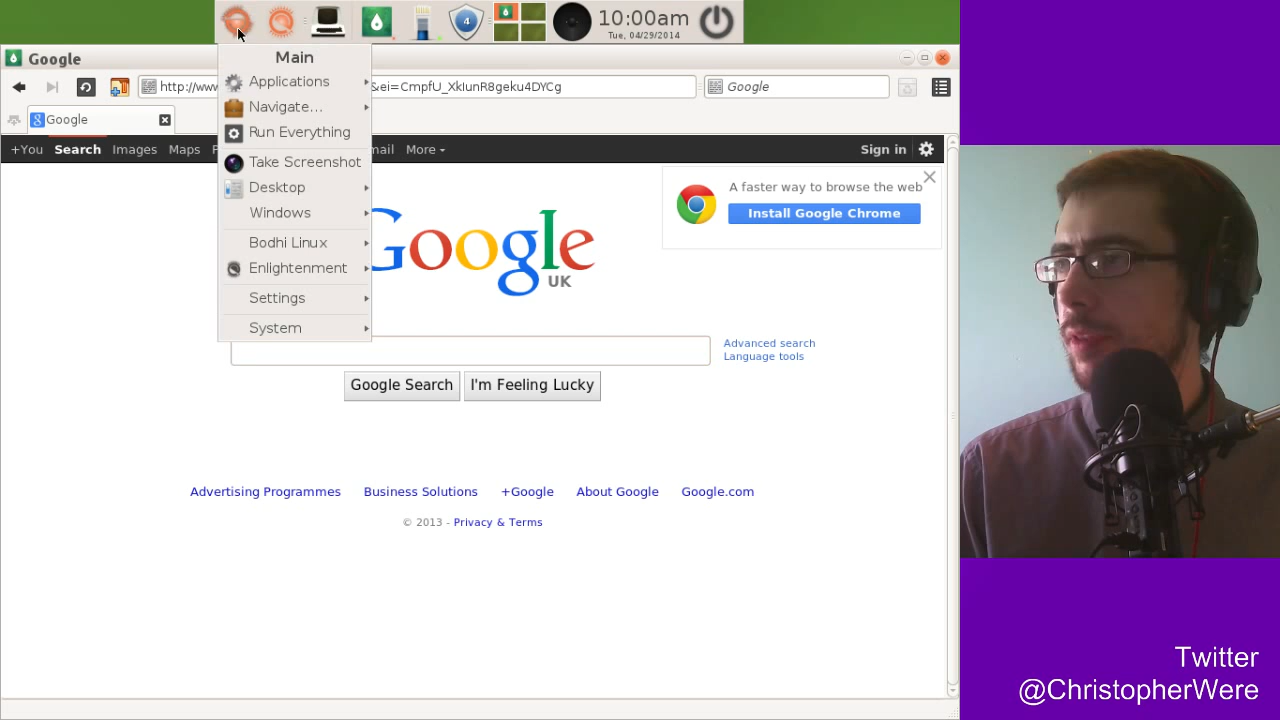 4
10:00am
Tue, 04/29/2014
Google
http://www
&ei=CmpfU_XkIunR8geku4DYCg
Google
Google
+You Search Images Maps
More
Sign in
Main
Applications
Navigate...
Run Everything
Take Screenshot
Desktop
Windows
Bodhi Linux
Enlightenment
Settings
System
A faster way to browse the web
Install Google Chrome
Google
UK
Advanced search
Language tools
Google Search I'm Feeling Lucky
Advertising Programmes Business Solutions +Google About Google Google.com
© 2013 - Privacy & Terms
Twitter
@ChristopherWere